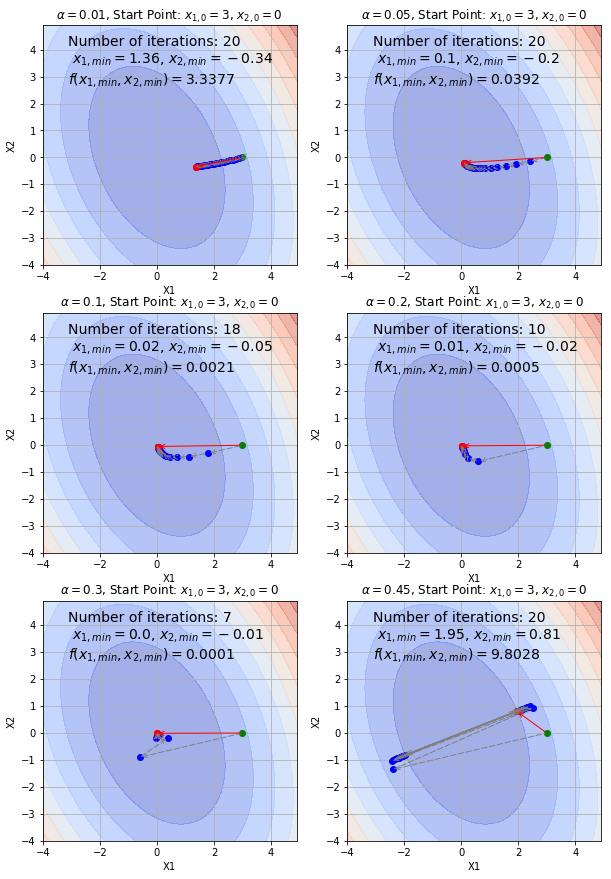 α = 0.01, Start Point: x₁,₀ = 3, x₂,₀ = 0
Number of iterations: 20
x₁,min = 1.36, x₂,min = −0.34
f(x₁,min, x₂,min) = 3.3377
4
3
2
1
0
−1
−2
−3
−4
X2
−4 −2 0 2 4
X1
α = 0.05, Start Point: x₁,₀ = 3, x₂,₀ = 0
Number of iterations: 20
x₁,min = 0.1, x₂,min = −0.2
f(x₁,min, x₂,min) = 0.0392
4
3
2
1
0
−1
−2
−3
−4
X2
−4 −2 0 2 4
X1
α = 0.1, Start Point: x₁,₀ = 3, x₂,₀ = 0
Number of iterations: 18
x₁,min = 0.02, x₂,min = −0.05
f(x₁,min, x₂,min) = 0.0021
4
3
2
1
0
−1
−2
−3
−4
X2
−4 −2 0 2 4
X1
α = 0.2, Start Point: x₁,₀ = 3, x₂,₀ = 0
Number of iterations: 10
x₁,min = 0.01, x₂,min = −0.02
f(x₁,min, x₂,min) = 0.0005
4
3
2
1
0
−1
−2
−3
−4
X2
−4 −2 0 2 4
X1
α = 0.3, Start Point: x₁,₀ = 3, x₂,₀ = 0
Number of iterations: 7
x₁,min = 0.0, x₂,min = −0.01
f(x₁,min, x₂,min) = 0.0001
4
3
2
1
0
−1
−2
−3
−4
X2
−4 −2 0 2 4
X1
α = 0.45, Start Point: x₁,₀ = 3, x₂,₀ = 0
Number of iterations: 20
x₁,min = 1.95, x₂,min = 0.81
f(x₁,min, x₂,min) = 9.8028
4
3
2
1
0
−1
−2
−3
−4
X2
−4 −2 0 2 4
X1